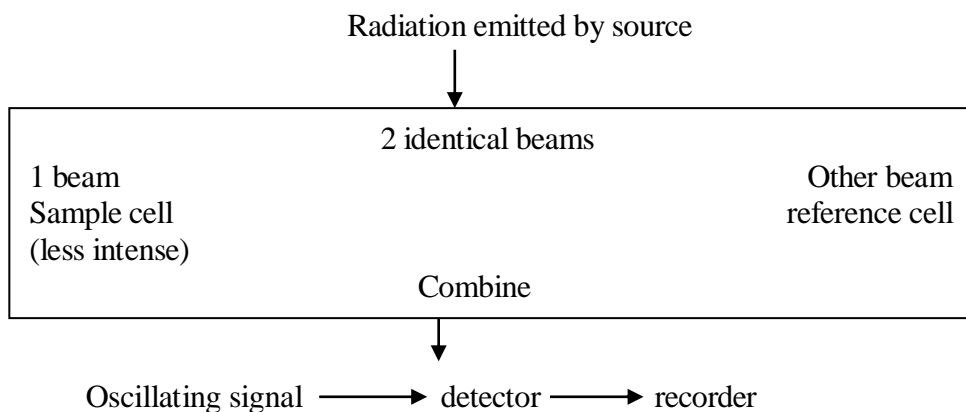 Radiation emitted by source
2 identical beams
1 beam
Sample cell
(less intense)
Other beam
reference cell
Combine
Oscillating signal detector recorder